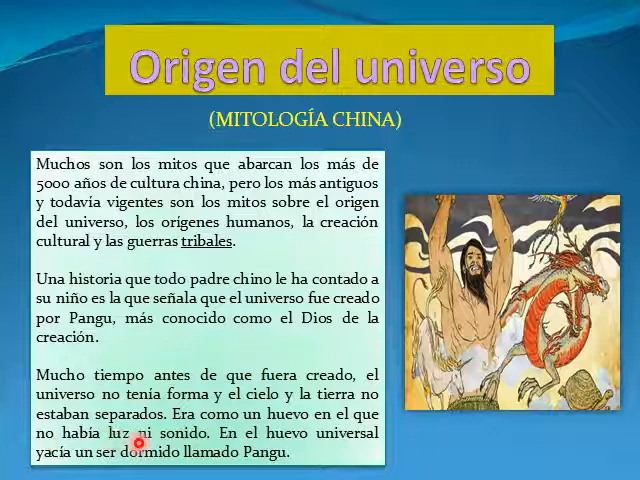 Origen del universo
(MITOLOGÍA CHINA)
Muchos son los mitos que abarcan los más de
5000 años de cultura china, pero los más antiguos
y todavía vigentes son los mitos sobre el origen
del universo, los orígenes humanos, la creación
cultural y las guerras tribales.
Una historia que todo padre chino le ha contado a
su niño es la que señala que el universo fue creado
por Pangu, más conocido como el Dios de la
creación.
Mucho tiempo antes de que fuera creado, el
universo no tenía forma y el cielo y la tierra no
estaban separados. Era como un huevo en el que
no había luz ni sonido. En el huevo universal
yacía un ser dormido llamado Pangu.